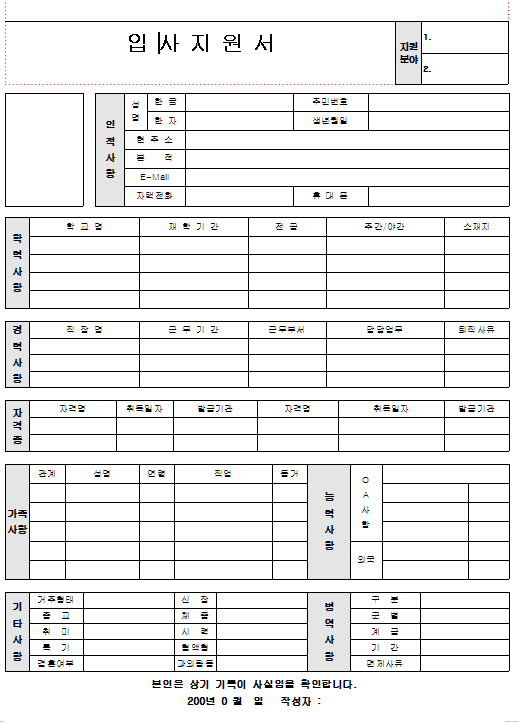 입 사 지 원 서
지원
분야
1.
2.
인
적
사
항
성
명
한 글
주민번호
한 자
생년월일
현 주 소
본 적
E-Mail
자택전화
휴 대 폰
학
력
사
항
학 교 명
재 학 기 간
전 공
주간/야간
소재지
경
력
사
항
직 장 명
근 무 기 간
근무부서
담당업무
퇴직사유
자
격
증
자격명
취득일자
발급기관
자격명
취득일자
발급기관
가족
사항
관계
성명
연령
직업
동거
능
력
사
항
O
A
사
항
외국
기
타
사
항
거주형태
신 장
종 교
체 중
취 미
시 력
특 기
혈액형
결혼여부
과외활동
병
역
사
항
구 분
군 별
계 급
기 간
면제사유
본인은 상기 기록이 사실임을 확인합니다.
200년 0 월 일 작성자 :